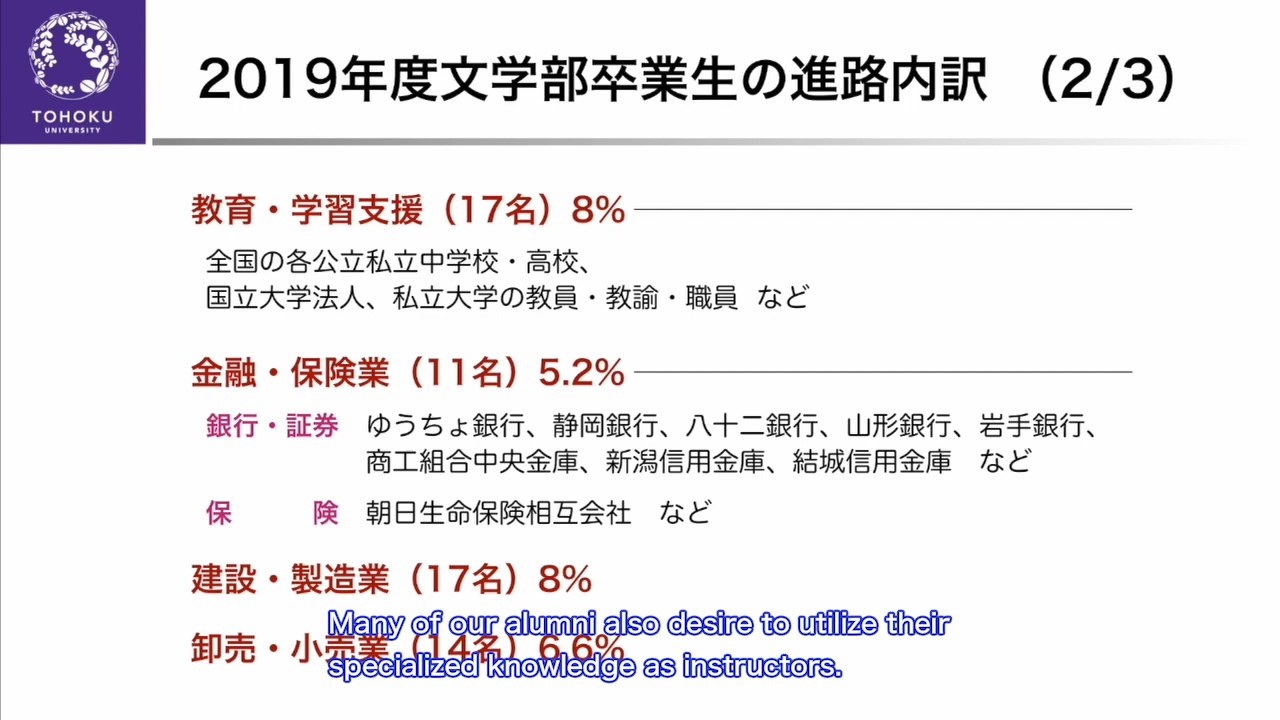 TOHOKU
UNIVERSITY
2019年度文学部卒業生の進路内訳 （2/3）
教育・学習支援（17名）8%
全国の各公立私立中学校・高校、
国立大学法人、私立大学の教員・教諭・職員 など
金融・保険業（11名）5.2%
銀行・証券 ゆうちょ銀行、静岡銀行、八十二銀行、山形銀行、岩手銀行、
商工組合中央金庫、新潟信用金庫、結城信用金庫 など
保 険 朝日生命保険相互会社 など
建設・製造業（17名）8%
卸売・小売業（14名）6.6%
Many of our alumni also desire to utilize their
specialized knowledge as instructors.